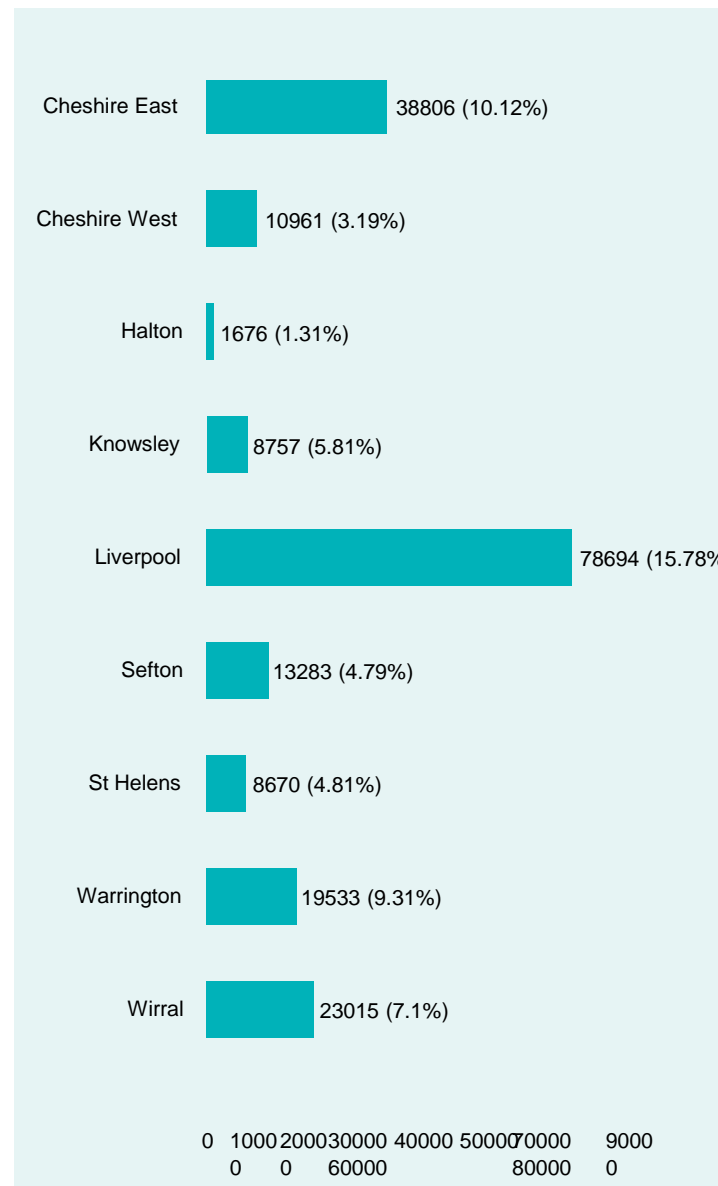 Cheshire East 38806 (10.12%)
Cheshire West 10961 (3.19%)
Halton 1676 (1.31%)
Knowsley 8757 (5.81%)
Liverpool 78694 (15.78%
Sefton 13283 (4.79%)
St Helens 8670 (4.81%)
Warrington 19533 (9.31%)
Wirral 23015 (7.1%)
0 1000 2000 30000 40000 50000 70000 9000
0 0 60000 80000 0